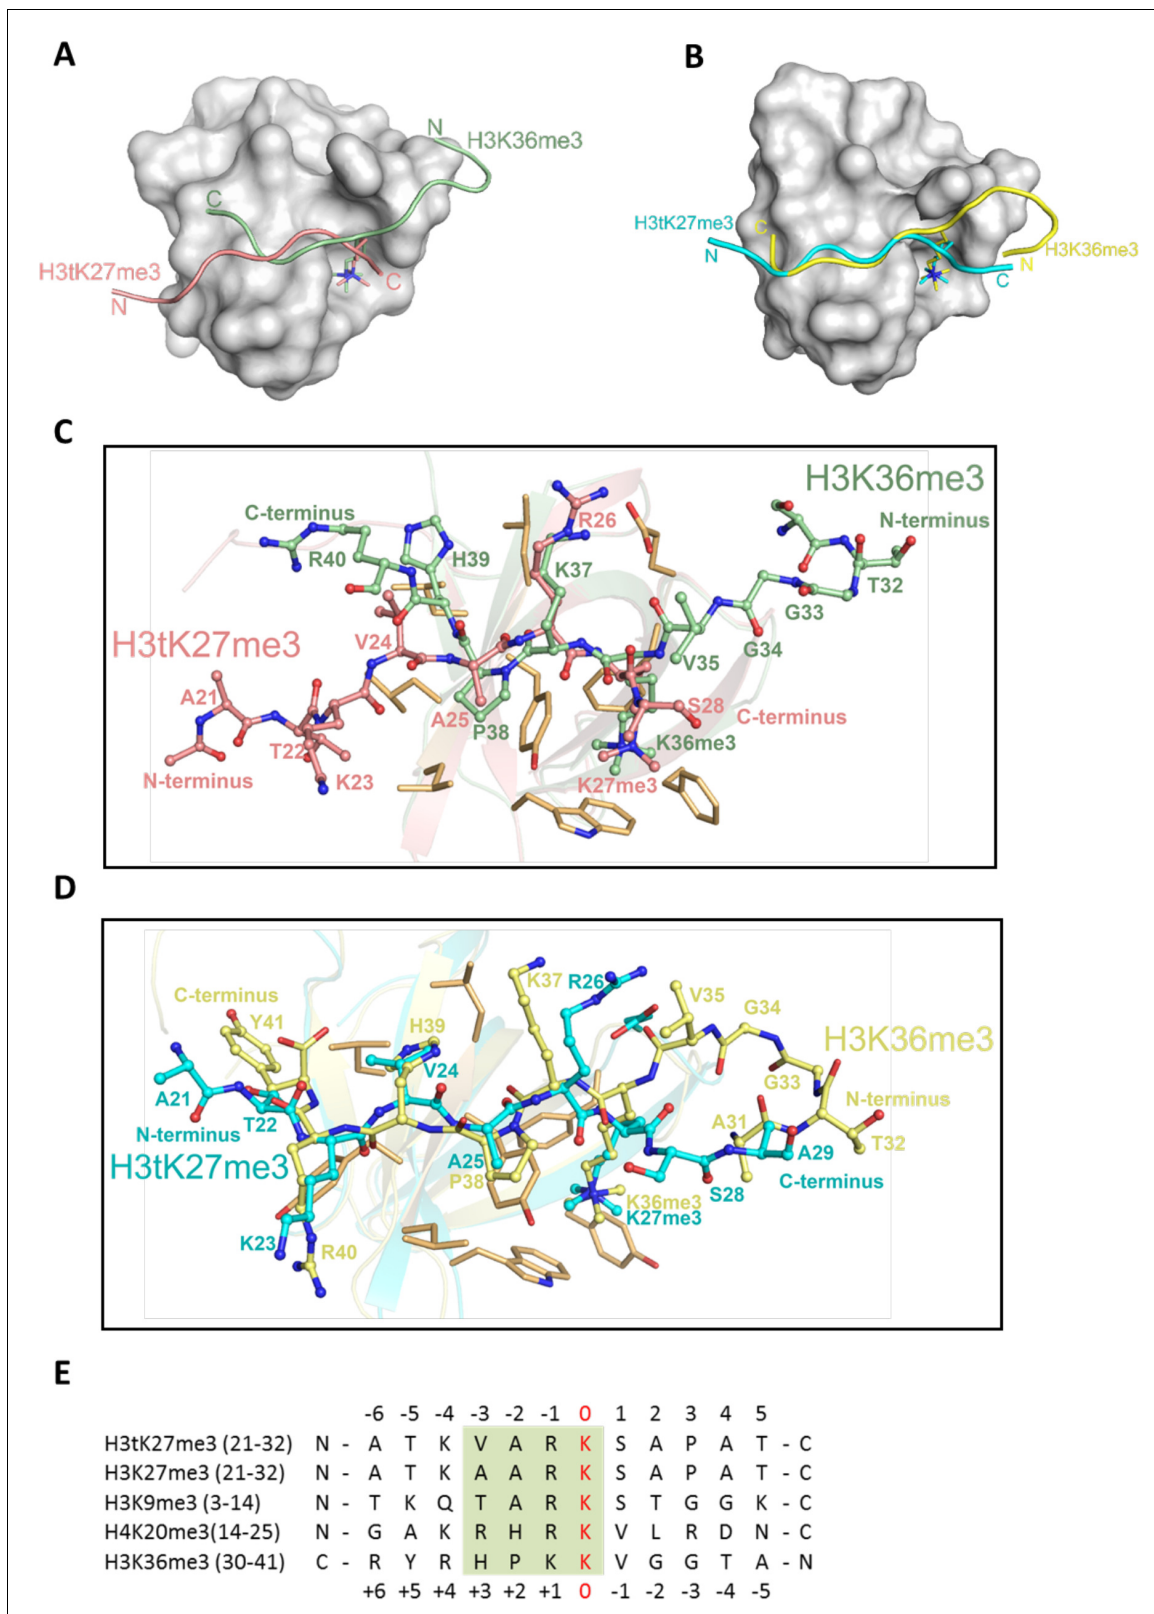 A
B
N
H3K36me3
C
H3tK27me3
C
N
H3tK27me3
N
C
H3K36me3
N
C
C
H3K36me3
C-terminus
R26
N-terminus
R40
H39
K37
T32
G33
H3tK27me3
V24
G34
V35
A21
A25
S28
C-terminus
P38
T22
K36me3
N-terminus
K23
K27me3
D
K37
R26
V35
G34
C-terminus
Y41
H39
H3K36me3
V24
G33
A21
N-terminus
T22
A31
N-terminus
T32
H3tK27me3
A25
A29
P38
S28
C-terminus
K36me3
K27me3
K23
R40
E
-6 -5 -4 -3 -2 -1 0 1 2 3 4 5
H3tK27me3 (21-32) N - A T K V A R K S A P A T - C
H3K27me3 (21-32) N - A T K A A R K S A P A T - C
H3K9me3 (3-14) N - T K Q T A R K S T G G K - C
H4K20me3(14-25) N - G A K R H R K V L R D N - C
H3K36me3 (30-41) C - R Y R H P K K V G G T A - N
+6 +5 +4 +3 +2 +1 0 -1 -2 -3 -4 -5